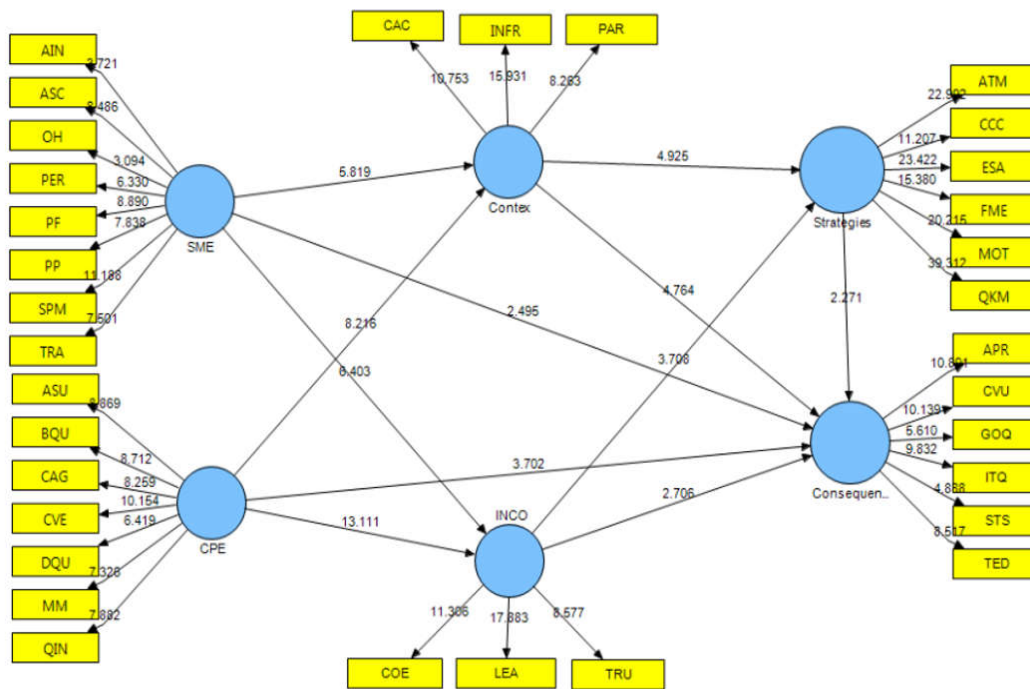 CAC
INFR
PAR
AIN
ASC
OH
PER
PF
PP
SPM
TRA
8.486
3.094
6.330
8.890
7.838
11.188
7.501
SME
10.753
15.931
8.263
Contex
5.819
4.925
ATM
CCC
ESA
FME
MOT
QKM
22.992
11.207
23.422
15.380
20.215
39.312
Strategies
8.216
6.403
2.495
4.764
3.708
2.271
ASU
BQU
CAG
CVE
DQU
MM
QIN
8.712
8.259
10.154
6.419
7.328
7.882
CPE
3.702
13.111
2.706
INCO
APR
CVU
GOQ
ITQ
STS
TED
10.139
5.610
9.832
4.888
8.517
Consequen...
11.306
17.883
8.577
COE
LEA
TRU